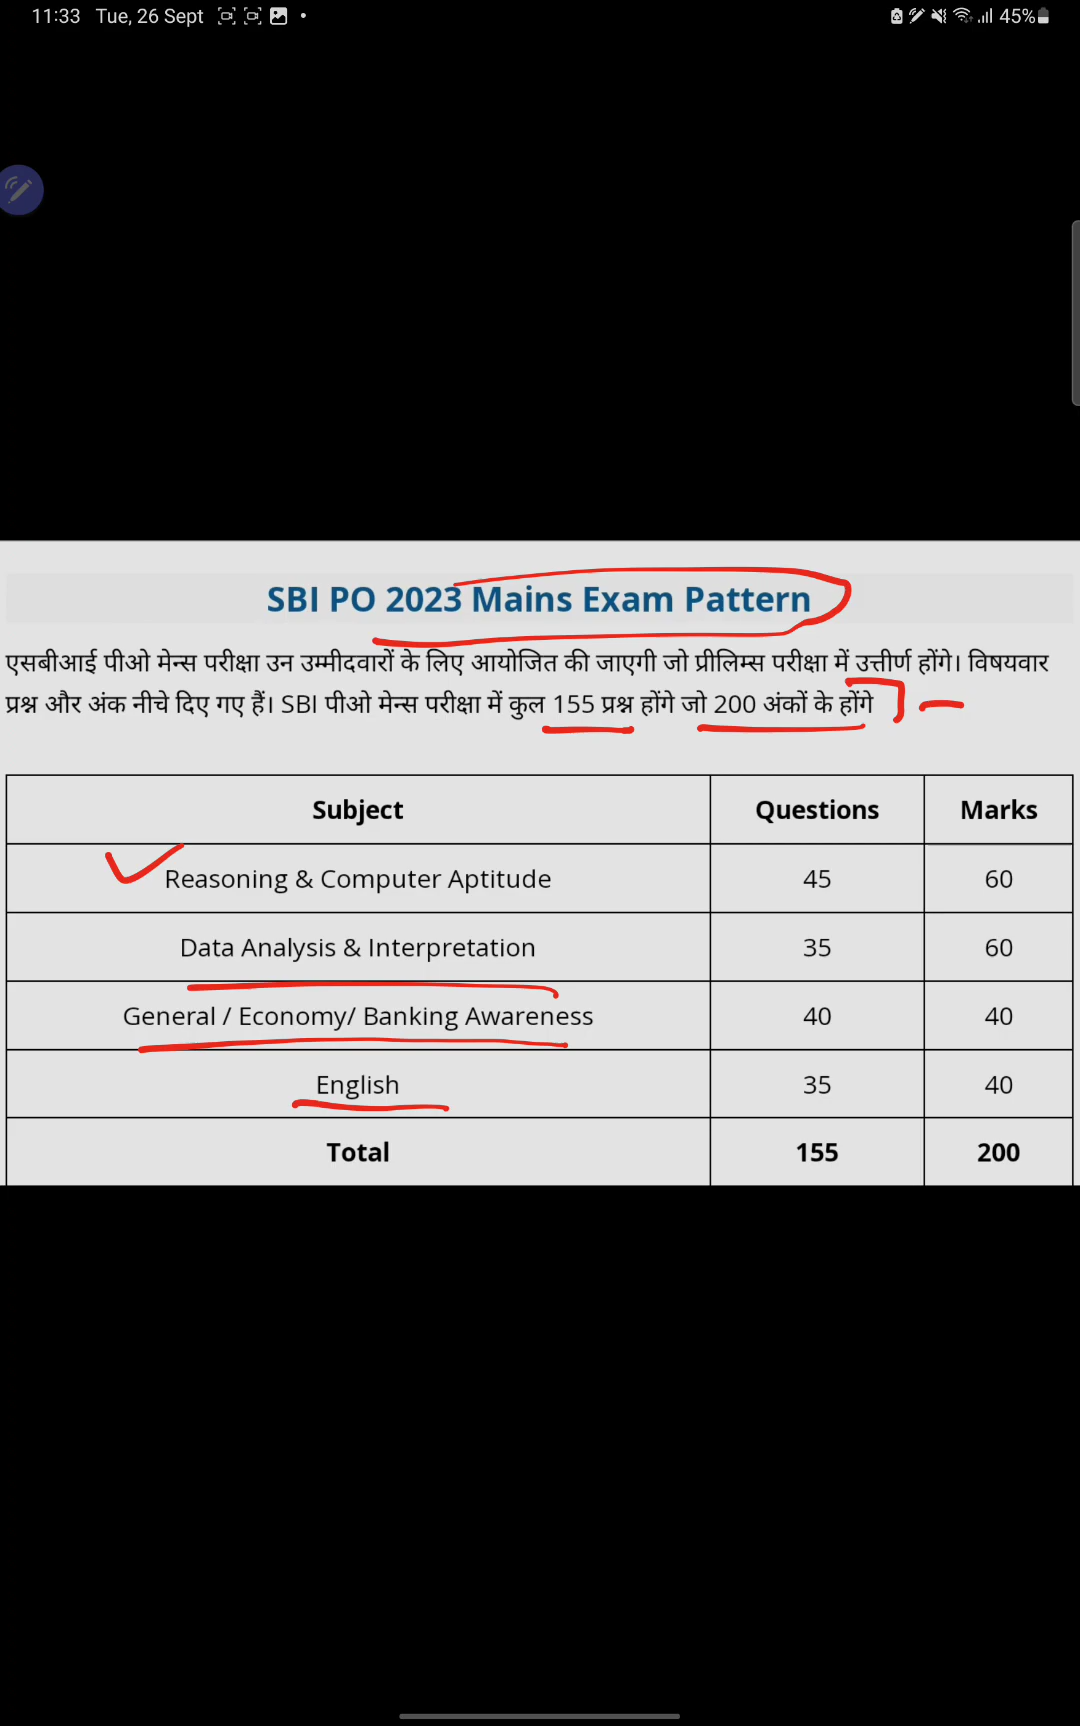 11:33 Tue, 26 Sept 45%
SBI PO 2023 Mains Exam Pattern
एसबीआई पीओ मेन्स परीक्षा उन उम्मीदवारों के लिए आयोजित की जाएगी जो प्रीलिम्स परीक्षा में उत्तीर्ण होंगे। विषयवार
प्रश्न और अंक नीचे दिए गए हैं। SBI पीओ मेन्स परीक्षा में कुल 155 प्रश्न होंगे जो 200 अंकों के होंगे
Subject Questions Marks
Reasoning & Computer Aptitude 45 60
Data Analysis & Interpretation 35 60
General / Economy/ Banking Awareness 40 40
English 35 40
Total 155 200